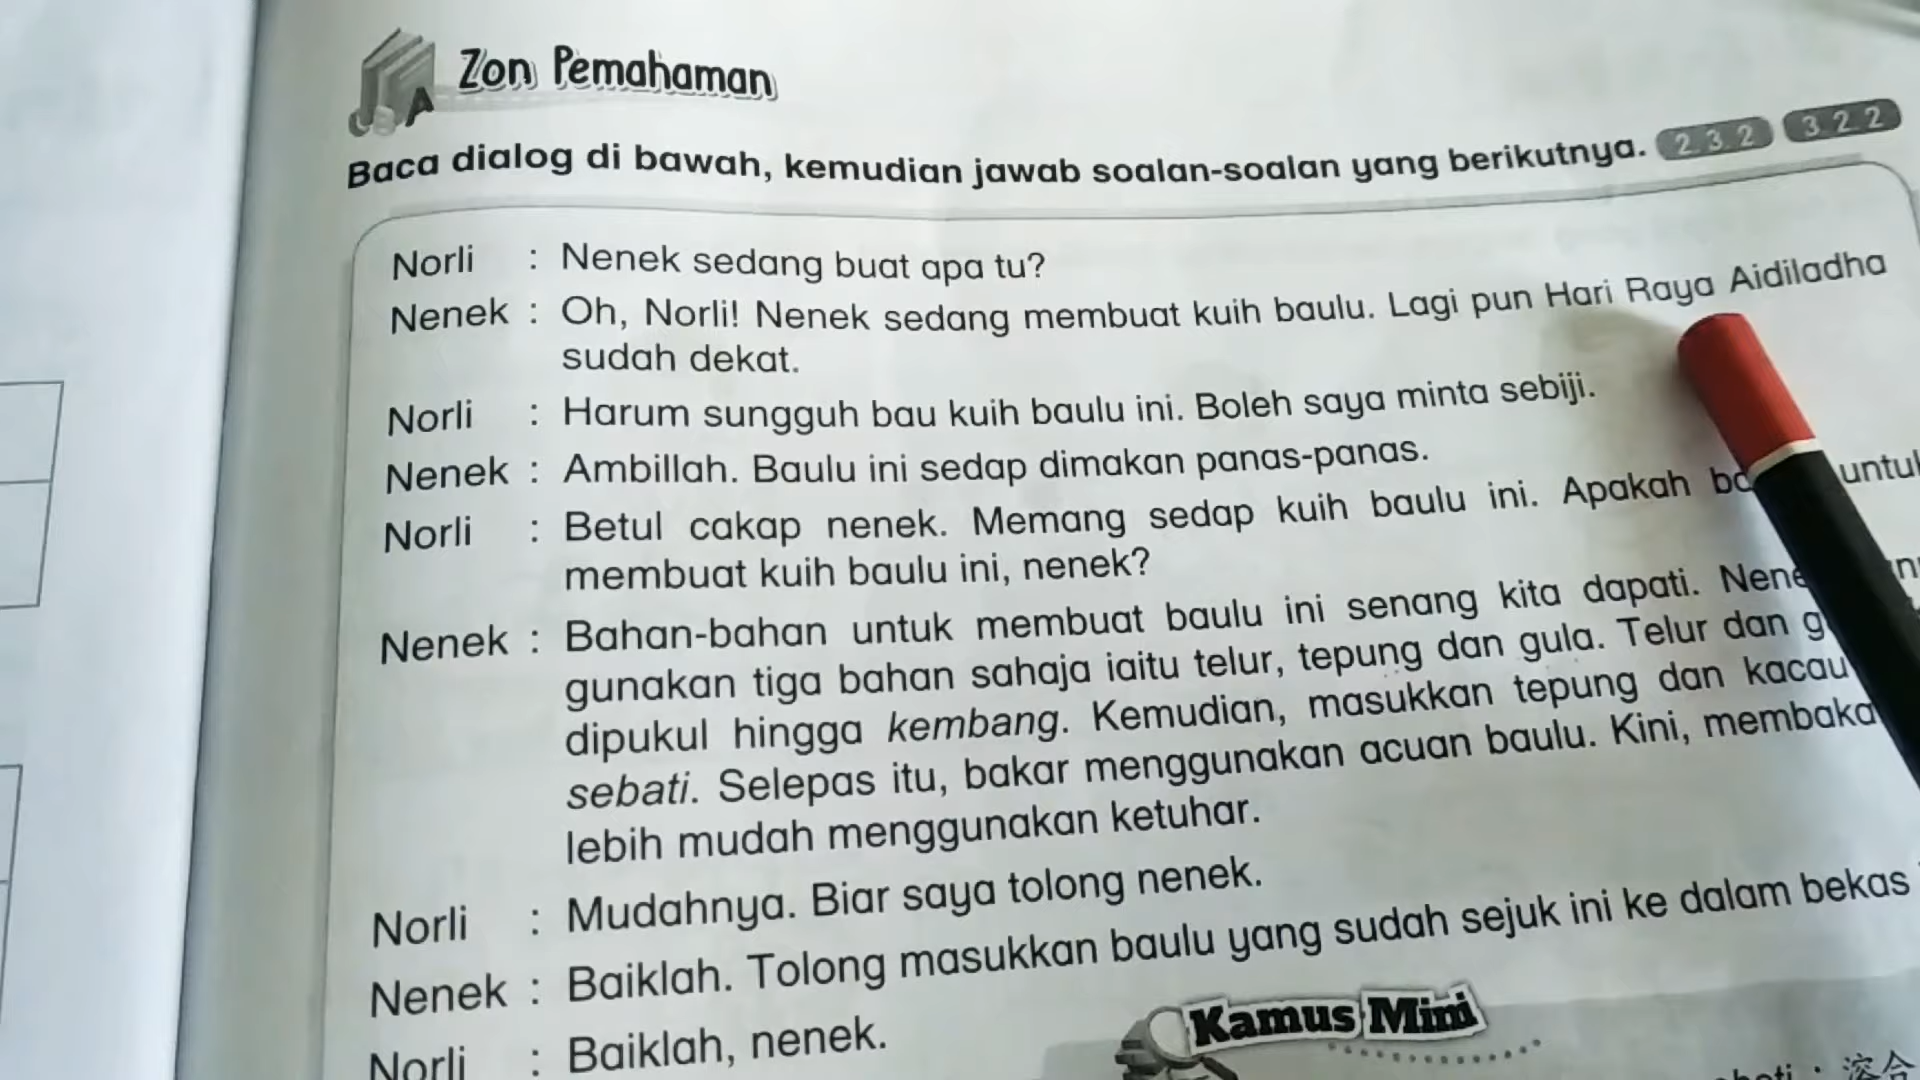 Zon Pemahaman
A
Baca dialog di bawah, kemudian jawab soalan-soalan yang berikutnya. 2.3.2 3.2.2
Norli : Nenek sedang buat apa tu?
Nenek : Oh, Norli! Nenek sedang membuat kuih baulu. Lagi pun Hari Raya Aidiladha
sudah dekat.
Norli : Harum sungguh bau kuih baulu ini. Boleh saya minta sebiji.
Nenek : Ambillah. Baulu ini sedap dimakan panas-panas.
Norli : Betul cakap nenek. Memang sedap kuih baulu ini. Apakah
membuat kuih baulu ini, nenek?
Nenek : Bahan-bahan untuk membuat baulu ini senang kita dapati.
gunakan tiga bahan sahaja iaitu telur, tepung dan gula. Telur dan
dipukul hingga kembang. Kemudian, masukkan tepung dan kacau
sebati. Selepas itu, bakar menggunakan acuan baulu. Kini,
lebih mudah menggunakan ketuhar.
Norli : Mudahnya. Biar saya tolong nenek.
Nenek : Baiklah. Tolong masukkan baulu yang sudah sejuk ini ke dalam bekas
Norli : Baiklah, nenek.
Kamus Mini